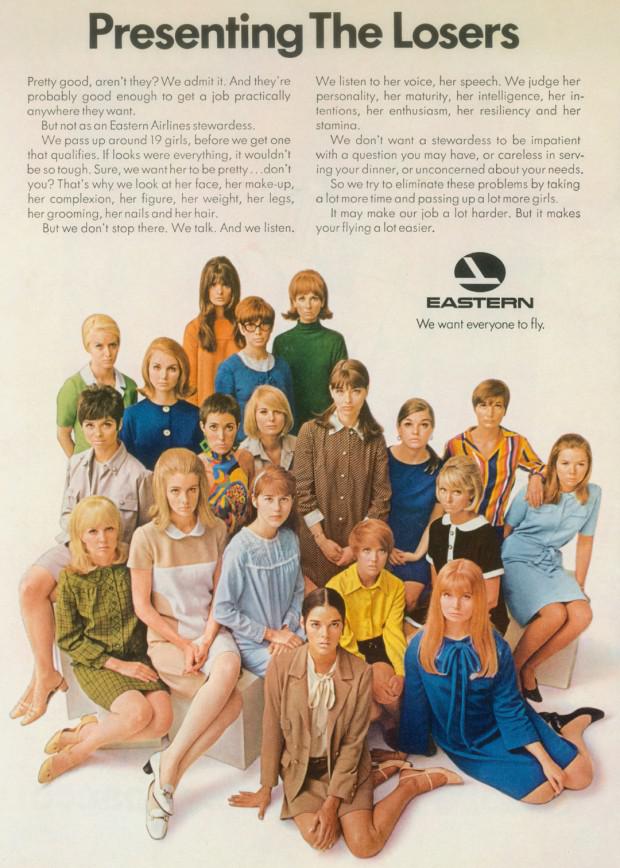 Presenting The Losers
Pretty good, aren't they? We admit it. And they're
probably good enough to get a job practically
anywhere they want.
But not as an Eastern Airlines stewardess.
We pass up around 19 girls, before we get one
that qualifies. If looks were everything, it wouldn't
be so tough. Sure, we want her to be pretty...don't
you? That's why we look at her face, her make-up,
her complexion, her figure, her weight, her legs,
her grooming, her nails and her hair.
But we don't stop there. We talk. And we listen.
We listen to her voice, her speech. We judge her
personality, her maturity, her intelligence, her in-
tentions, her enthusiasm, her resiliency and her
stamina.
We don't want a stewardess to be impatient
with a question you may have, or careless in serv-
ing your dinner, or unconcerned about your needs.
So we try to eliminate these problems by taking
a lot more time and passing up a lot more girls.
It may make our job a lot harder. But it makes
your flying a lot easier.
EASTERN
We want everyone to fly.